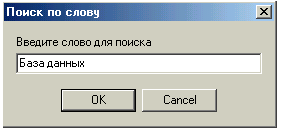 Поиск по слову
Введите слово для поиска
База данных
OK Cancel